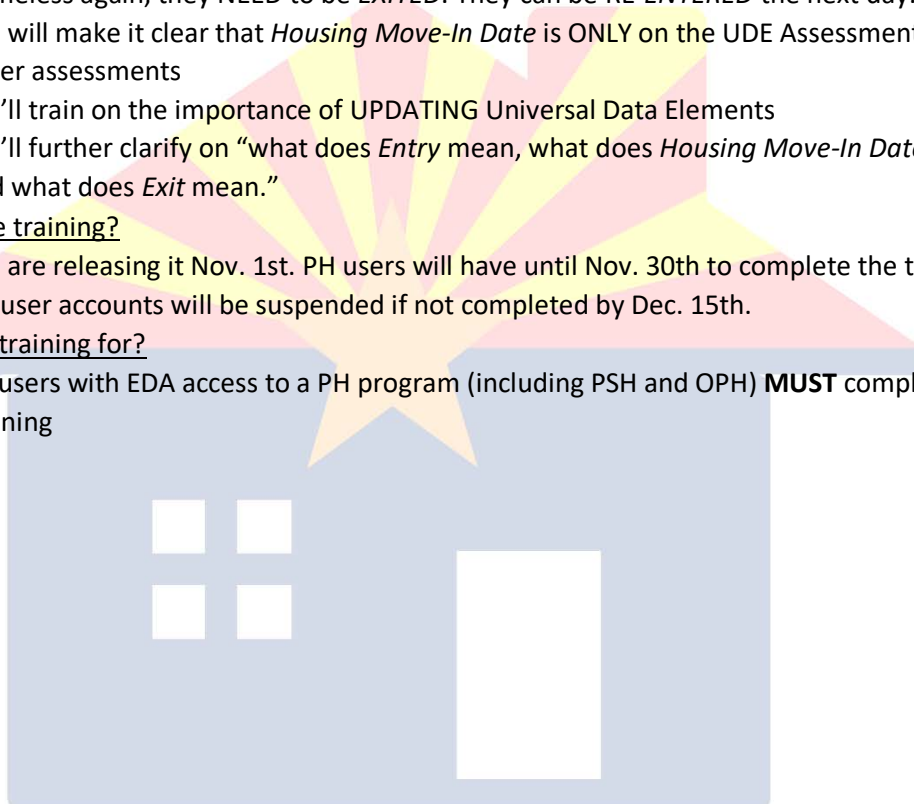 again, they NEED to be EXITED. They can be RE-ENTERED the next day.
will make it clear that Housing Move-In Date is ONLY on the UDE Assessment
assessments
'll train on the importance of UPDATING Universal Data Elements
'll further clarify on “what does Entry mean, what does Housing Move-In Dat
what does Exit mean.”
training?
are releasing it Nov. 1st. PH users will have until Nov. 30th to complete the t
user accounts will be suspended if not completed by Dec. 15th.
training for?
users with EDA access to a PH program (including PSH and OPH) MUST comp
ning